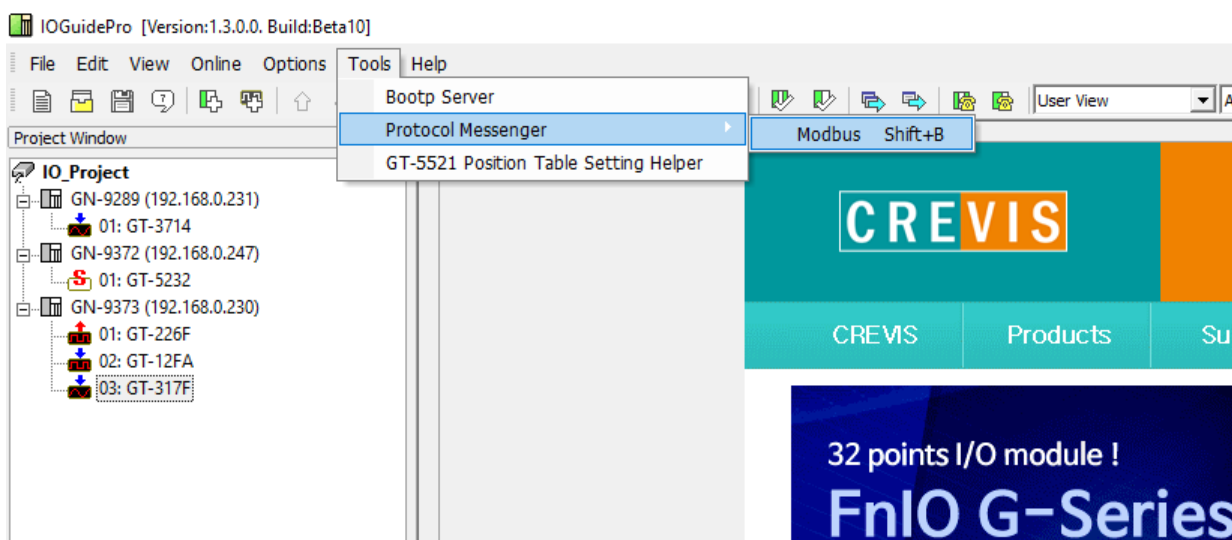 IOGuidePro [Version:1.3.0.0. Build:Beta10]
File Edit View Online Options Tools Help
User View
Bootp Server
Protocol Messenger
Modbus Shift+B
GT-5521 Position Table Setting Helper
Project Window
IO_Project
GN-9289 (192.168.0.231)
01: GT-3714
GN-9372 (192.168.0.247)
01: GT-5232
GN-9373 (192.168.0.230)
01: GT-226F
02: GT-12FA
03: GT-317F
CREVIS
CREVIS Products Su
32 points I/O module !
FnIO G-Series